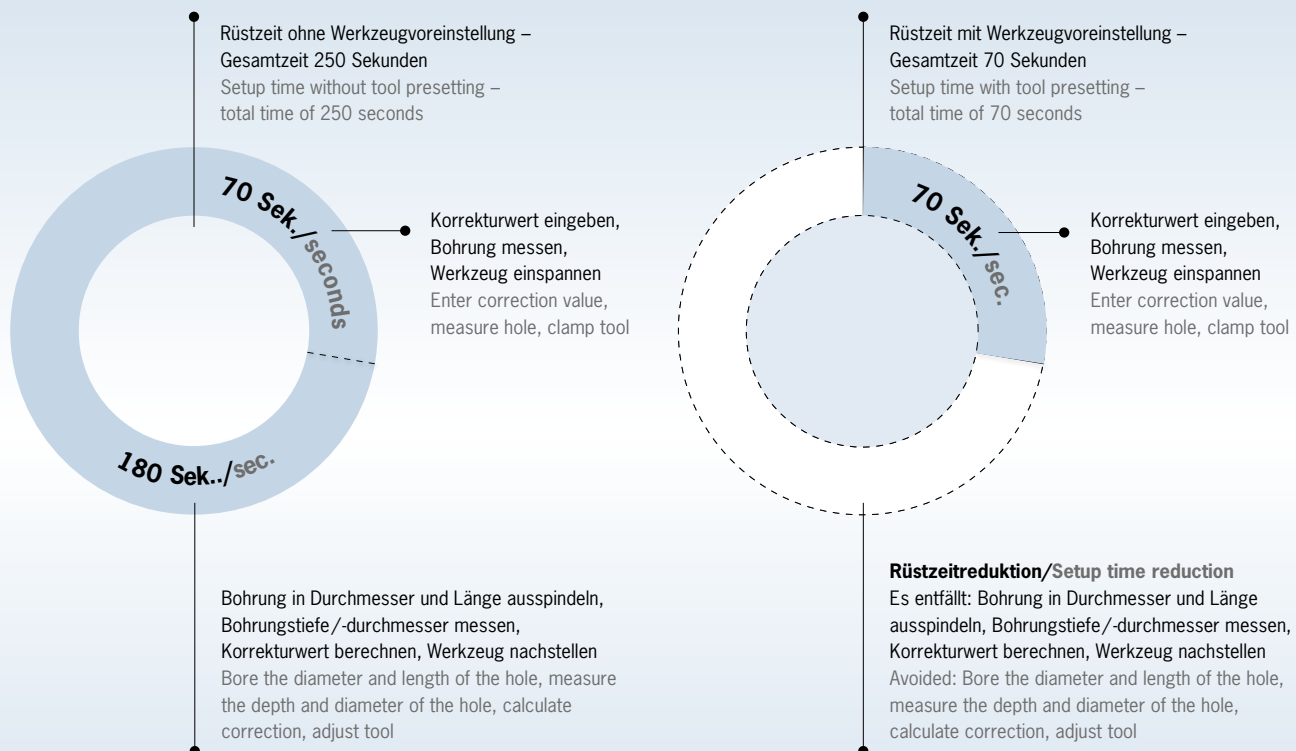 Rüstzeit ohne Werkzeugvoreinstellung –
Gesamtzeit 250 Sekunden
Setup time without tool presetting –
total time of 250 seconds
70 Sek./seconds
Korrekturwert eingeben,
Bohrung messen,
Werkzeug einspannen
Enter correction value,
measure hole, clamp tool
180 Sek../sec.
Bohrung in Durchmesser und Länge ausspindeln,
Bohrungstiefe/-durchmesser messen,
Korrekturwert berechnen, Werkzeug nachstellen
Bore the diameter and length of the hole, measure
the depth and diameter of the hole, calculate
correction, adjust tool
Rüstzeit mit Werkzeugvoreinstellung –
Gesamtzeit 70 Sekunden
Setup time with tool presetting –
total time of 70 seconds
70 Sek./sec.
Korrekturwert eingeben,
Bohrung messen,
Werkzeug einspannen
Enter correction value,
measure hole, clamp tool
Rüstzeitreduktion/Setup time reduction
Es entfällt: Bohrung in Durchmesser und Länge
ausspindeln, Bohrungstiefe/-durchmesser messen,
Korrekturwert berechnen, Werkzeug nachstellen
Avoided: Bore the diameter and length of the hole,
measure the depth and diameter of the hole,
calculate correction, adjust tool